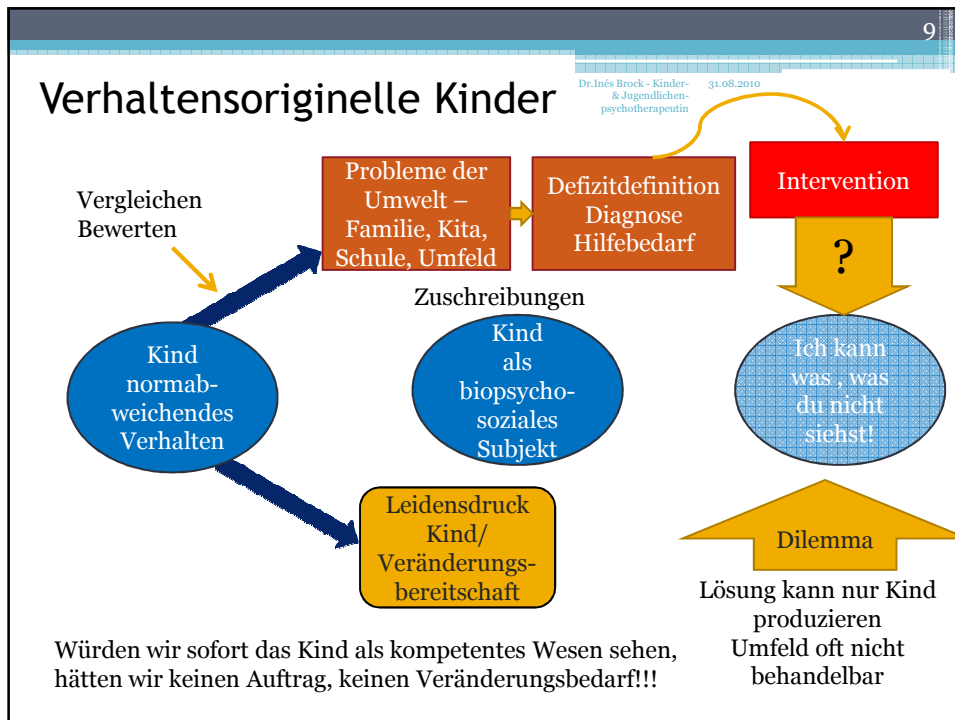 9
Verhaltensoriginelle Kinder
Dr.Inés Brock - Kinder-
& Jugendlichen-
psychotherapeutin
31.08.2010
Vergleichen
Bewerten
Probleme der
Umwelt –
Familie, Kita,
Schule, Umfeld
Defizitdefinition
Diagnose
Hilfebedarf
Intervention
?
Zuschreibungen
Kind
normab-
weichendes
Verhalten
Kind
als
biopsycho-
soziales
Subjekt
Ich kann
was , was
du nicht
siehst!
Leidensdruck
Kind/
Veränderungs-
bereitschaft
Dilemma
Lösung kann nur Kind
produzieren
Umfeld oft nicht
behandelbar
Würden wir sofort das Kind als kompetentes Wesen sehen,
hätten wir keinen Auftrag, keinen Veränderungsbedarf!!!